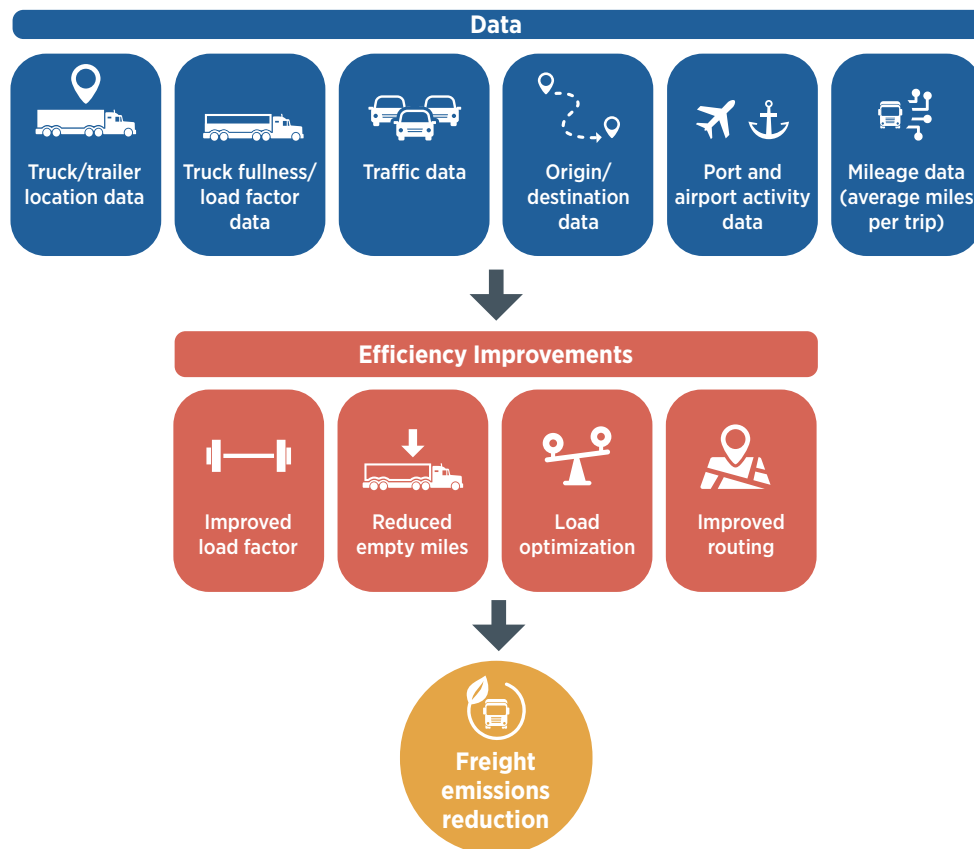 Data
Truck/trailer
location data
Truck fullness/
load factor
data
Traffic data
Origin/
destination
data
Port and
airport activity
data
Mileage data
(average miles
per trip)
Efficiency Improvements
Improved
load factor
Reduced
empty miles
Load
optimization
Improved
routing
Freight
emissions
reduction